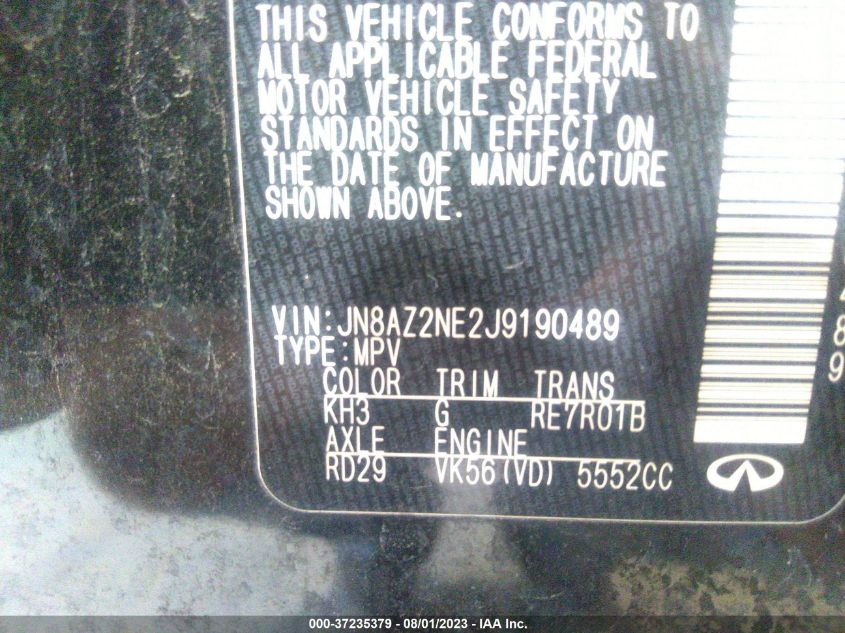 THIS VEHICLE CONFORMS TO
ALL APPLICABLE FEDERAL
MOTOR VEHICLE SAFETY
STANDARDS IN EFFECT ON
THE DATE OF MANUFACTURE
SHOWN ABOVE.
VIN:JN8AZ2NE2J9190489
TYPE:MPV
COLOR TRIM TRANS
KH3 G RE7R01B
AXLE ENGINE
RD29 VK56(VD) 5552CC
489
000-37235379 - 08/01/2023 - IAA Inc.